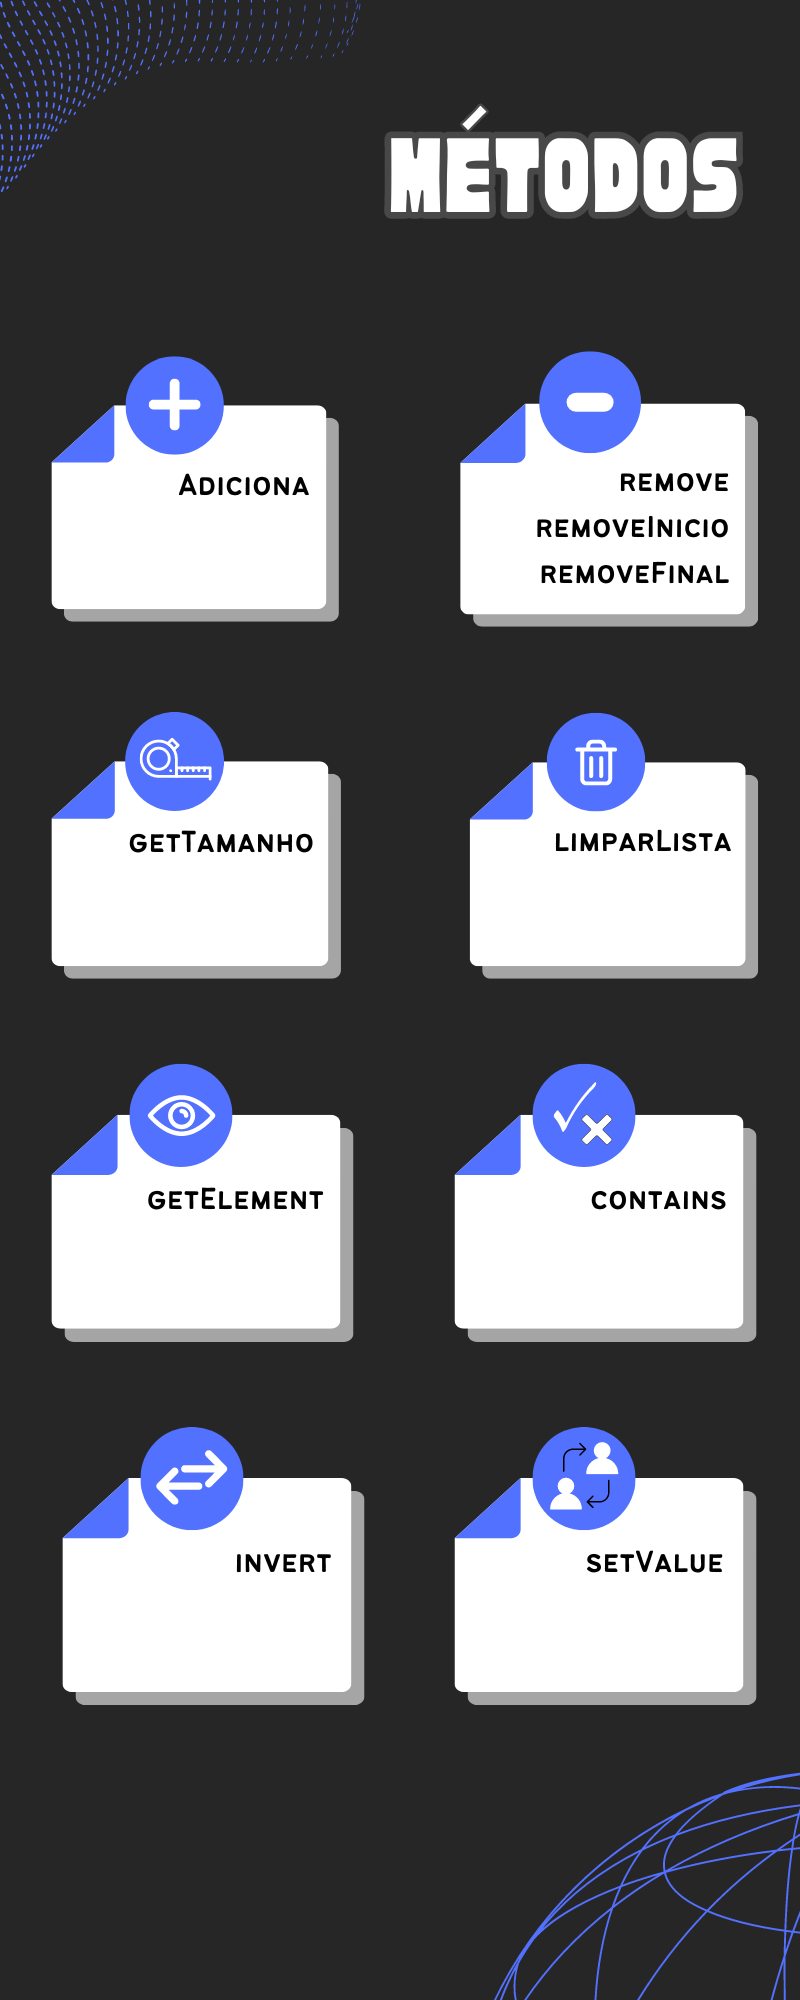 MÉTODOS
Adiciona
remove
removeInicio
removeFinal
getTamanho
limparLista
getElement
contains
invert
setValue